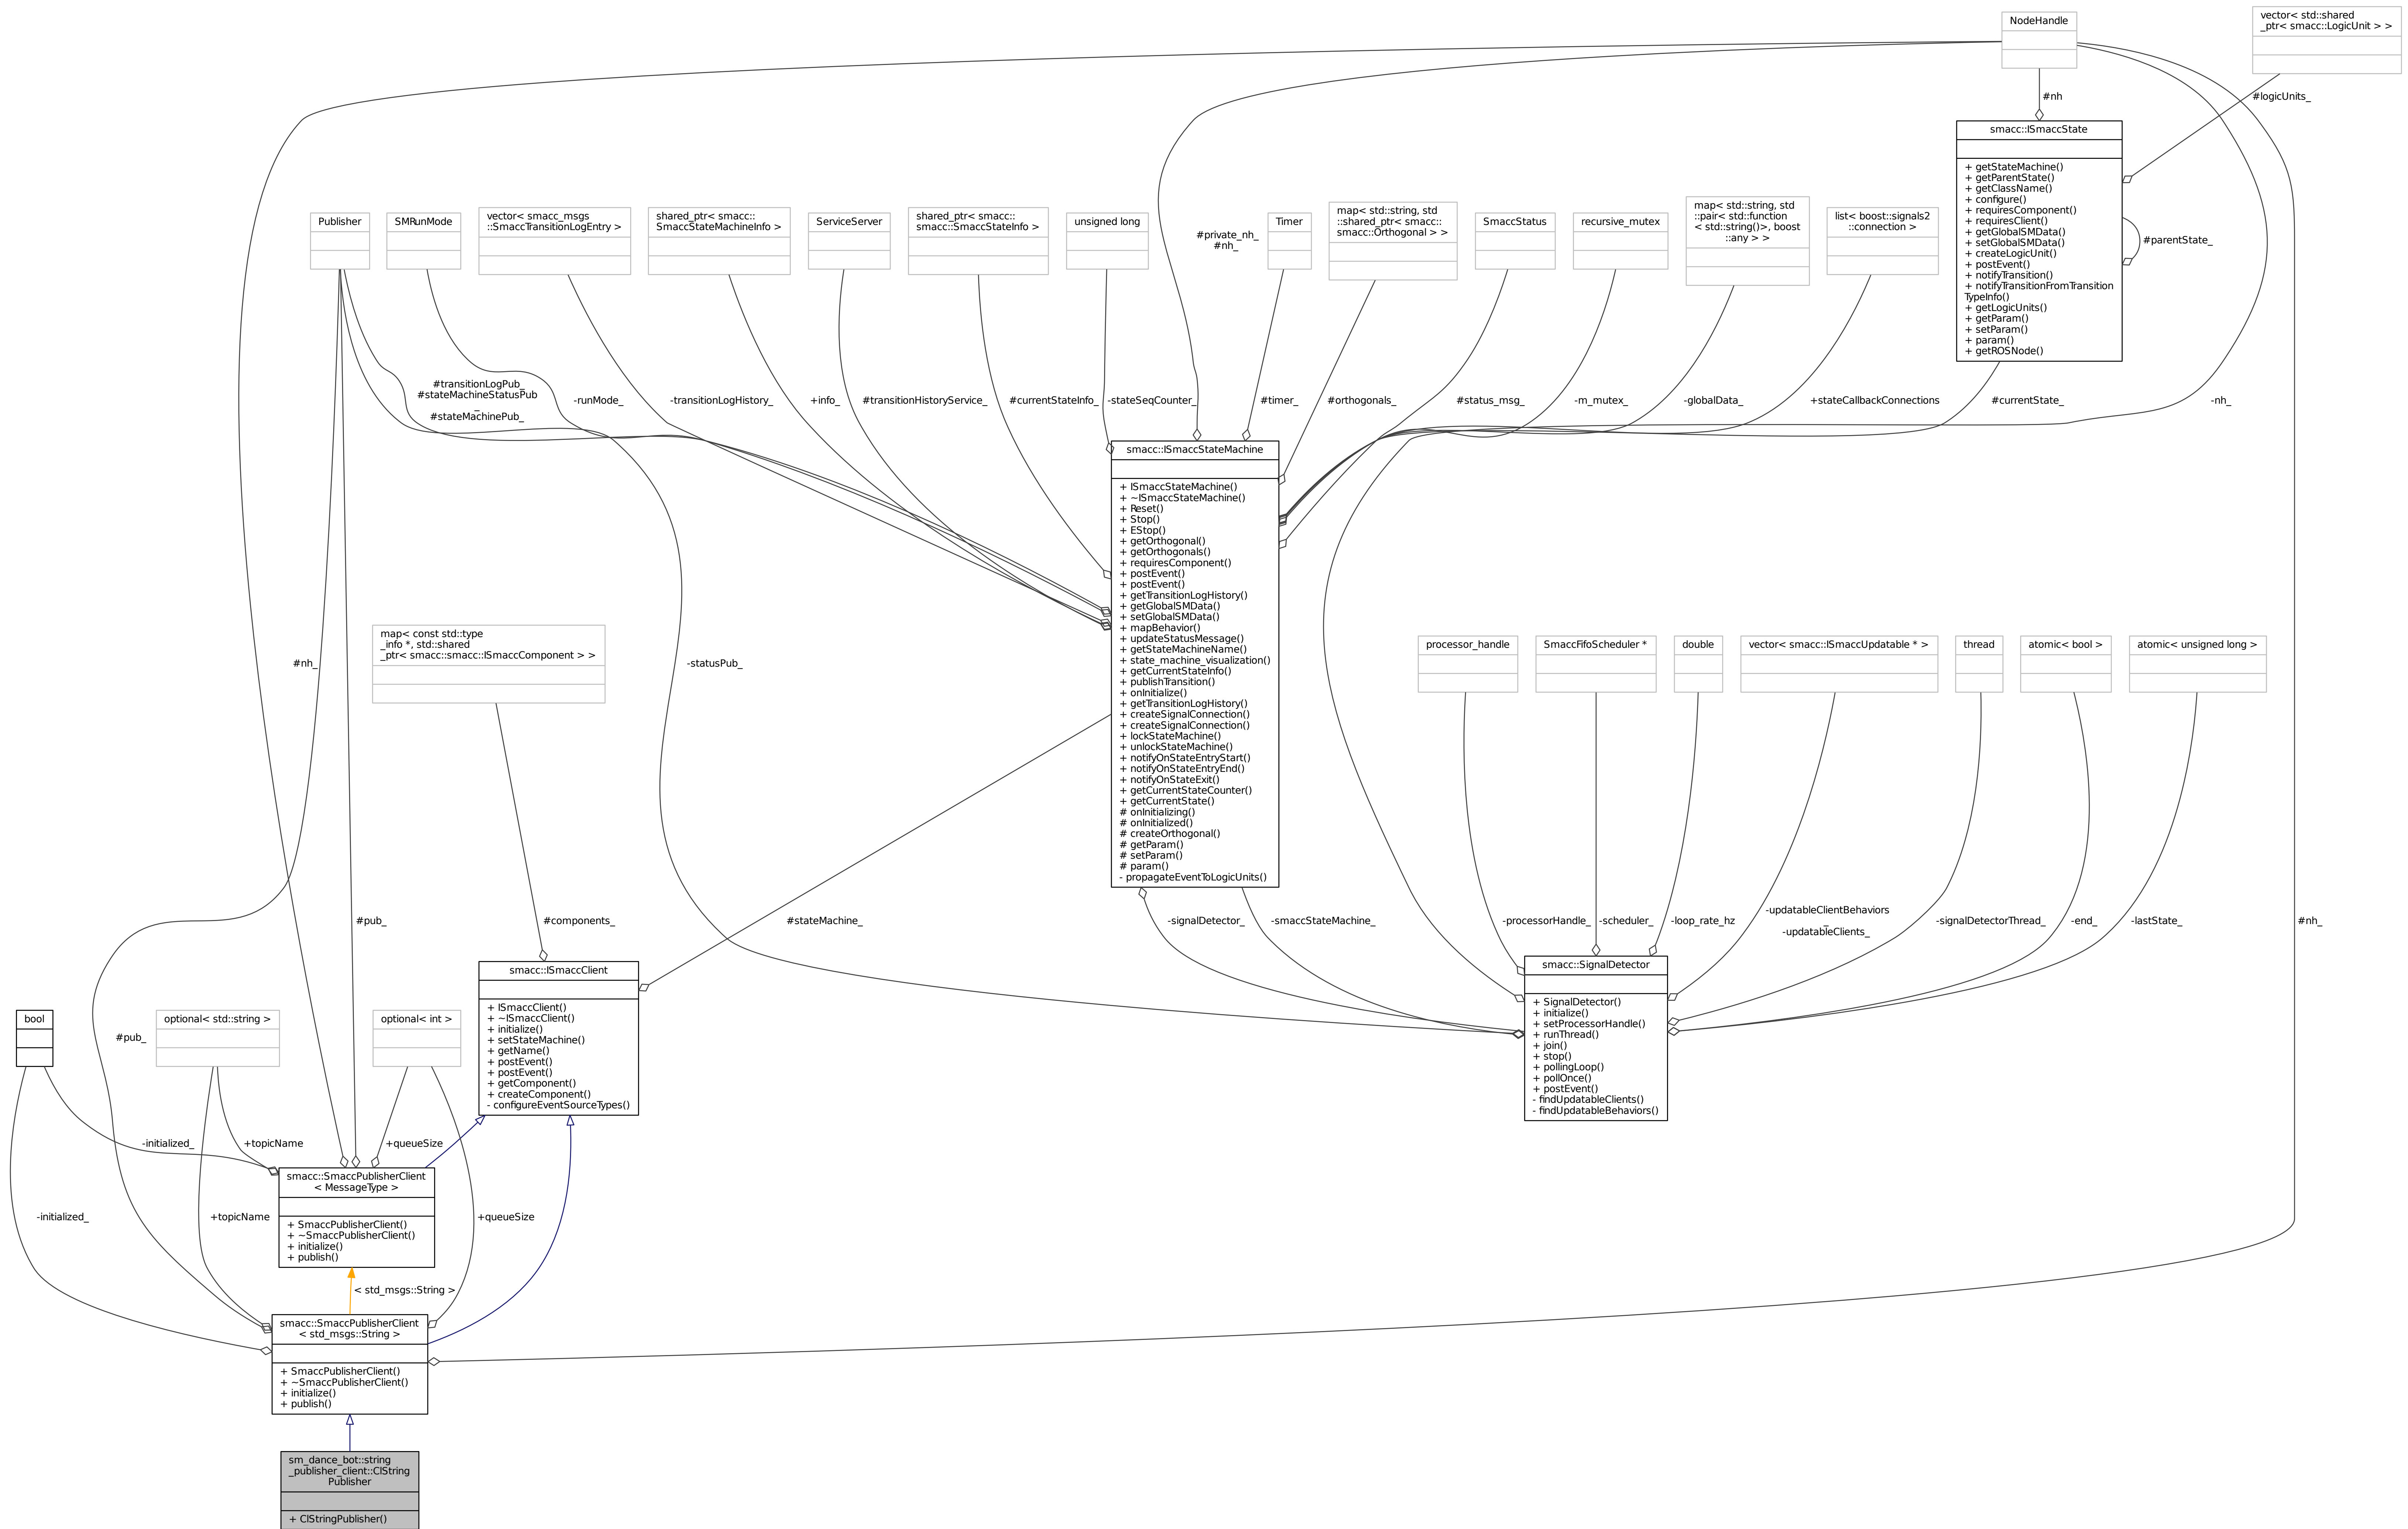 NodeHandle
vector< std::shared
_ptr< smacc::LogicUnit > >
#nh
#logicUnits_
smacc::ISmaccState
+ getStateMachine()
+ getParentState()
+ getClassName()
+ configure()
+ requiresComponent()
+ requiresClient()
+ getGlobalSMData()
+ setGlobalSMData()
+ createLogicUnit()
+ postEvent()
+ notifyTransition()
+ notifyTransitionFromTransition
TypeInfo()
+ getLogicUnits()
+ getParam()
+ setParam()
+ param()
+ getROSNode()
#parentState_
Publisher
SMRunMode
vector< smacc_msgs
::SmaccTransitionLogEntry >
shared_ptr< smacc::
SmaccStateMachineInfo >
ServiceServer
shared_ptr< smacc::
smacc::SmaccStateInfo >
unsigned long
#private_nh_
#nh_
Timer
map< std::string, std
::shared_ptr< smacc::
smacc::Orthogonal > >
SmaccStatus
recursive_mutex
map< std::string, std
::pair< std::function
< std::string()>, boost
::any > >
list< boost::signals2
::connection >
#transitionLogPub_
#stateMachineStatusPub
_
#stateMachinePub_
-runMode_
-transitionLogHistory_
+info_
#transitionHistoryService_
#currentStateInfo_
-stateSeqCounter_
#timer_
#orthogonals_
#status_msg_
-m_mutex_
-globalData_
+stateCallbackConnections
#currentState_
-nh_
smacc::ISmaccStateMachine
+ ISmaccStateMachine()
+ ~ISmaccStateMachine()
+ Reset()
+ Stop()
+ EStop()
+ getOrthogonal()
+ getOrthogonals()
+ requiresComponent()
+ postEvent()
+ postEvent()
+ getTransitionLogHistory()
+ getGlobalSMData()
+ setGlobalSMData()
+ mapBehavior()
+ updateStatusMessage()
+ getStateMachineName()
+ state_machine_visualization()
+ getCurrentStateInfo()
+ publishTransition()
+ onInitialize()
+ getTransitionLogHistory()
+ createSignalConnection()
+ createSignalConnection()
+ lockStateMachine()
+ unlockStateMachine()
+ notifyOnStateEntryStart()
+ notifyOnStateEntryEnd()
+ notifyOnStateExit()
+ getCurrentStateCounter()
+ getCurrentState()
# onInitializing()
# onInitialized()
# createOrthogonal()
# getParam()
# setParam()
# param()
- propagateEventToLogicUnits()
map< const std::type
_info *, std::shared
_ptr< smacc::smacc::ISmaccComponent > >
#nh_
-statusPub_
processor_handle
SmaccFifoScheduler *
double
vector< smacc::ISmaccUpdatable * >
thread
atomic< bool >
atomic< unsigned long >
#pub_
#components_
#stateMachine_
-signalDetector_
-smaccStateMachine_
-processorHandle_
-scheduler_
-loop_rate_hz
-updatableClientBehaviors
_
-updatableClients_
-signalDetectorThread_
-end_
-lastState_
#nh_
smacc::ISmaccClient
+ ISmaccClient()
+ ~ISmaccClient()
+ initialize()
+ setStateMachine()
+ getName()
+ postEvent()
+ postEvent()
+ getComponent()
+ createComponent()
- configureEventSourceTypes()
smacc::SignalDetector
+ SignalDetector()
+ initialize()
+ setProcessorHandle()
+ runThread()
+ join()
+ stop()
+ pollingLoop()
+ pollOnce()
+ postEvent()
- findUpdatableClients()
- findUpdatableBehaviors()
bool
#pub_
optional< std::string >
optional< int >
-initialized_
+topicName
+queueSize
smacc::SmaccPublisherClient
< MessageType >
+ SmaccPublisherClient()
+ ~SmaccPublisherClient()
+ initialize()
+ publish()
-initialized_
+topicName
+queueSize
< std_msgs::String >
smacc::SmaccPublisherClient
< std_msgs::String >
+ SmaccPublisherClient()
+ ~SmaccPublisherClient()
+ initialize()
+ publish()
sm_dance_bot::string
_publisher_client::ClString
Publisher
+ ClStringPublisher()